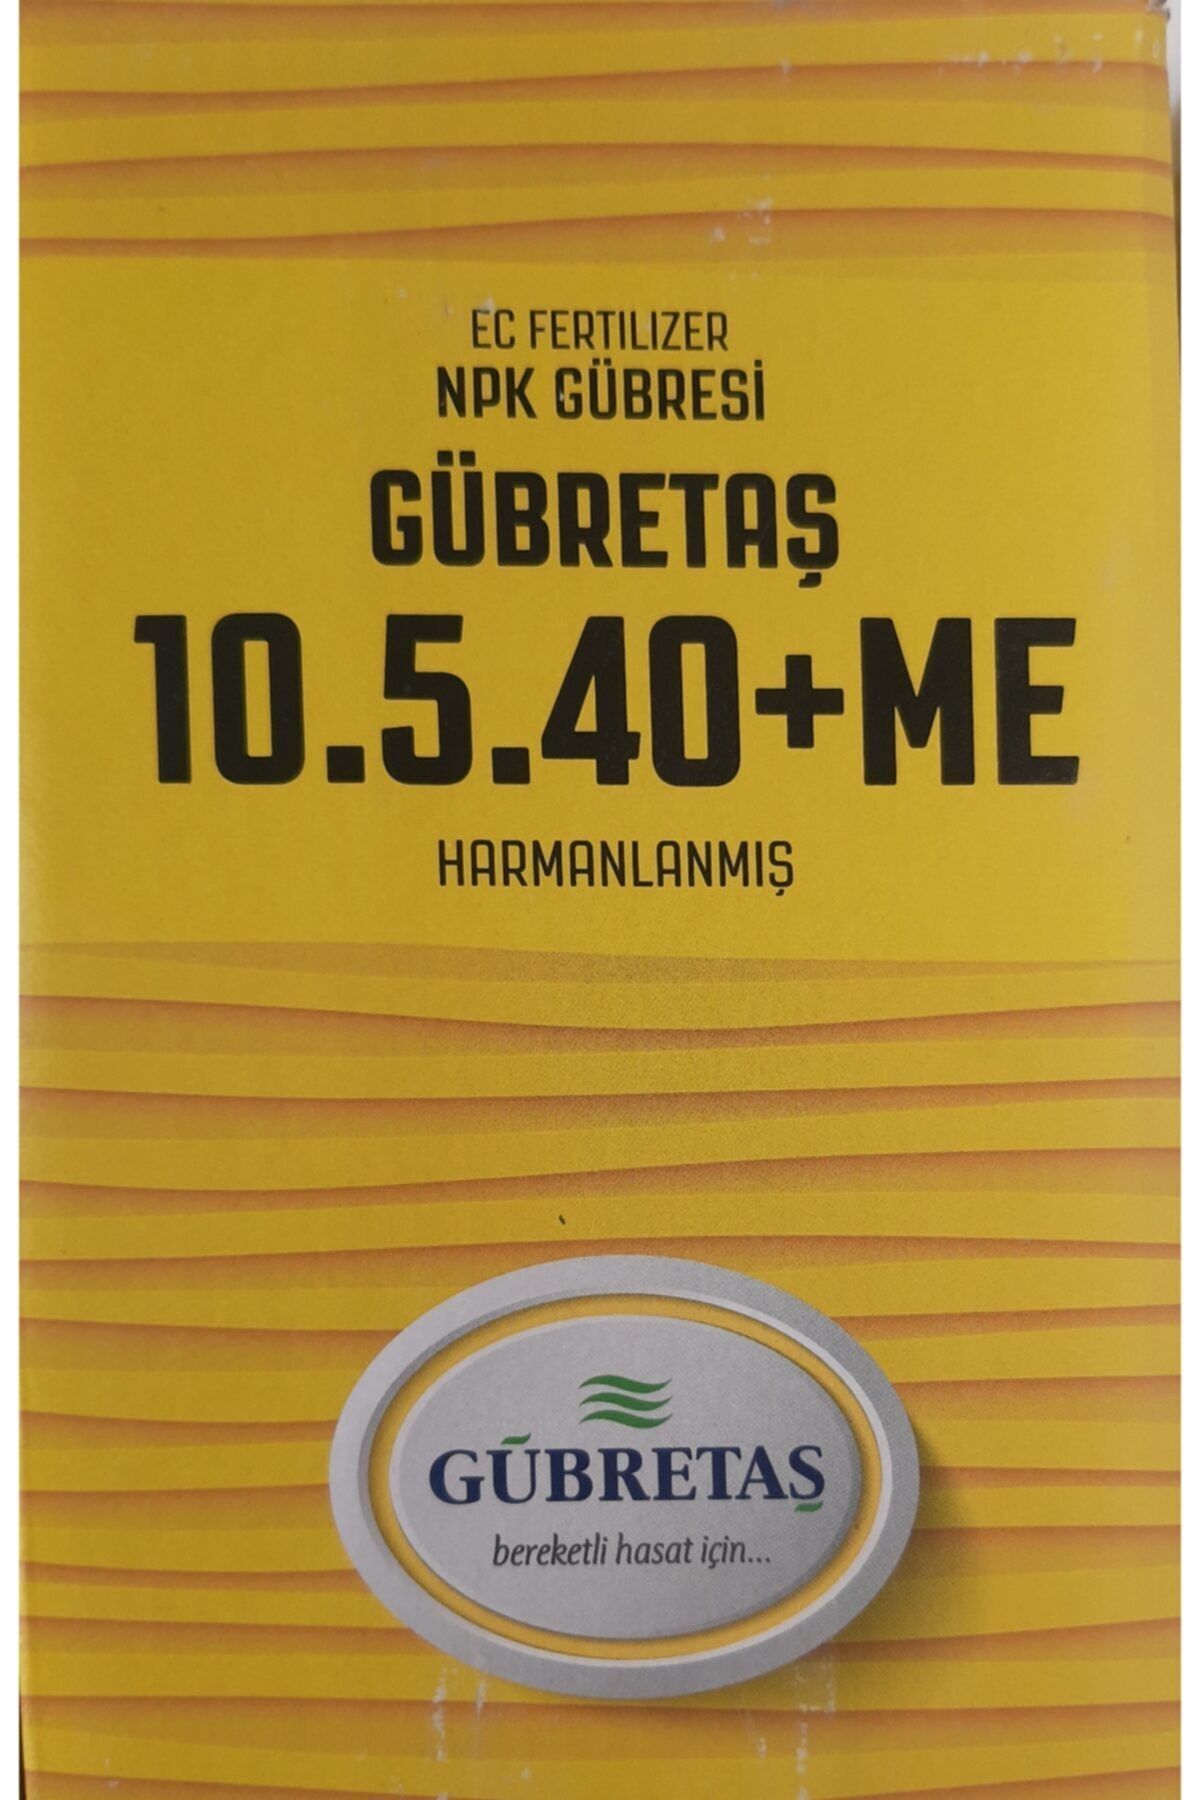 EC FERTILIZER
NPK GÜBRESİ
GÜBRETAŞ
10.5.40+ME
HARMANLANMIŞ
GÜBRETAŞ
bereketli hasat için...